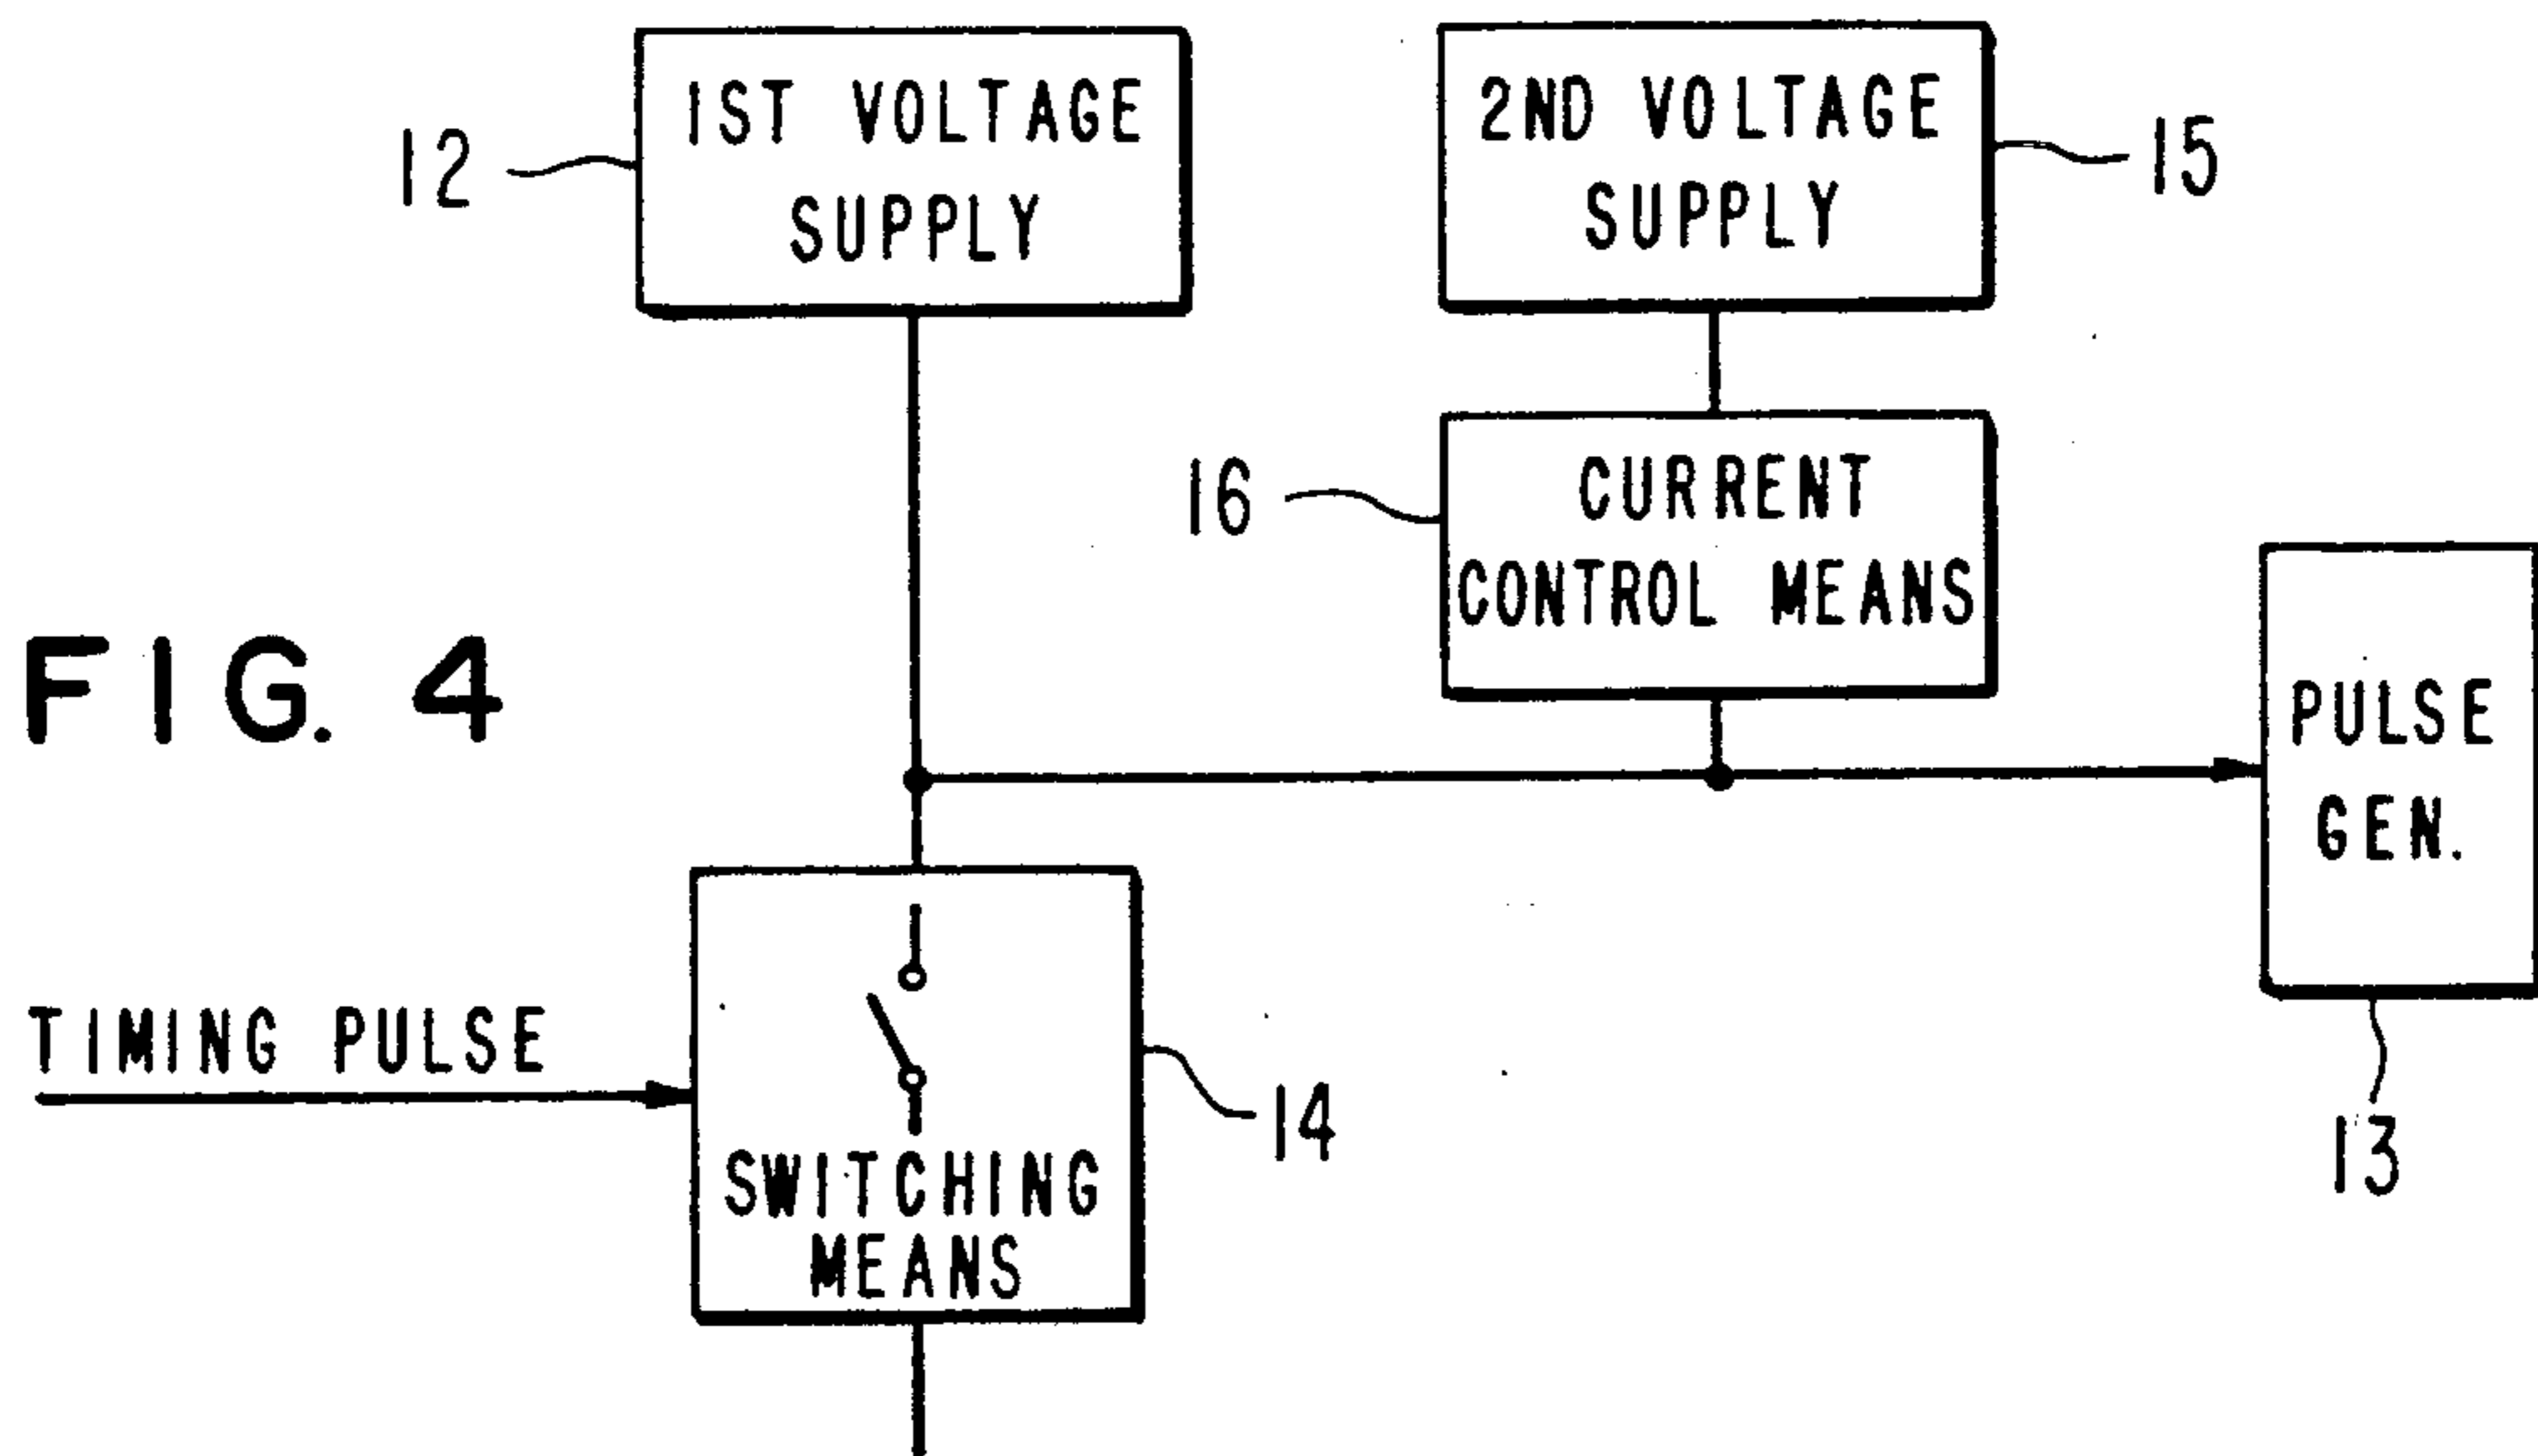 1ST VOLTAGE
SUPPLY
12
2ND VOLTAGE
SUPPLY
15
16
CURRENT
CONTROL MEANS
FIG. 4
PULSE
GEN.
13
TIMING PULSE
14
SWITCHING
MEANS